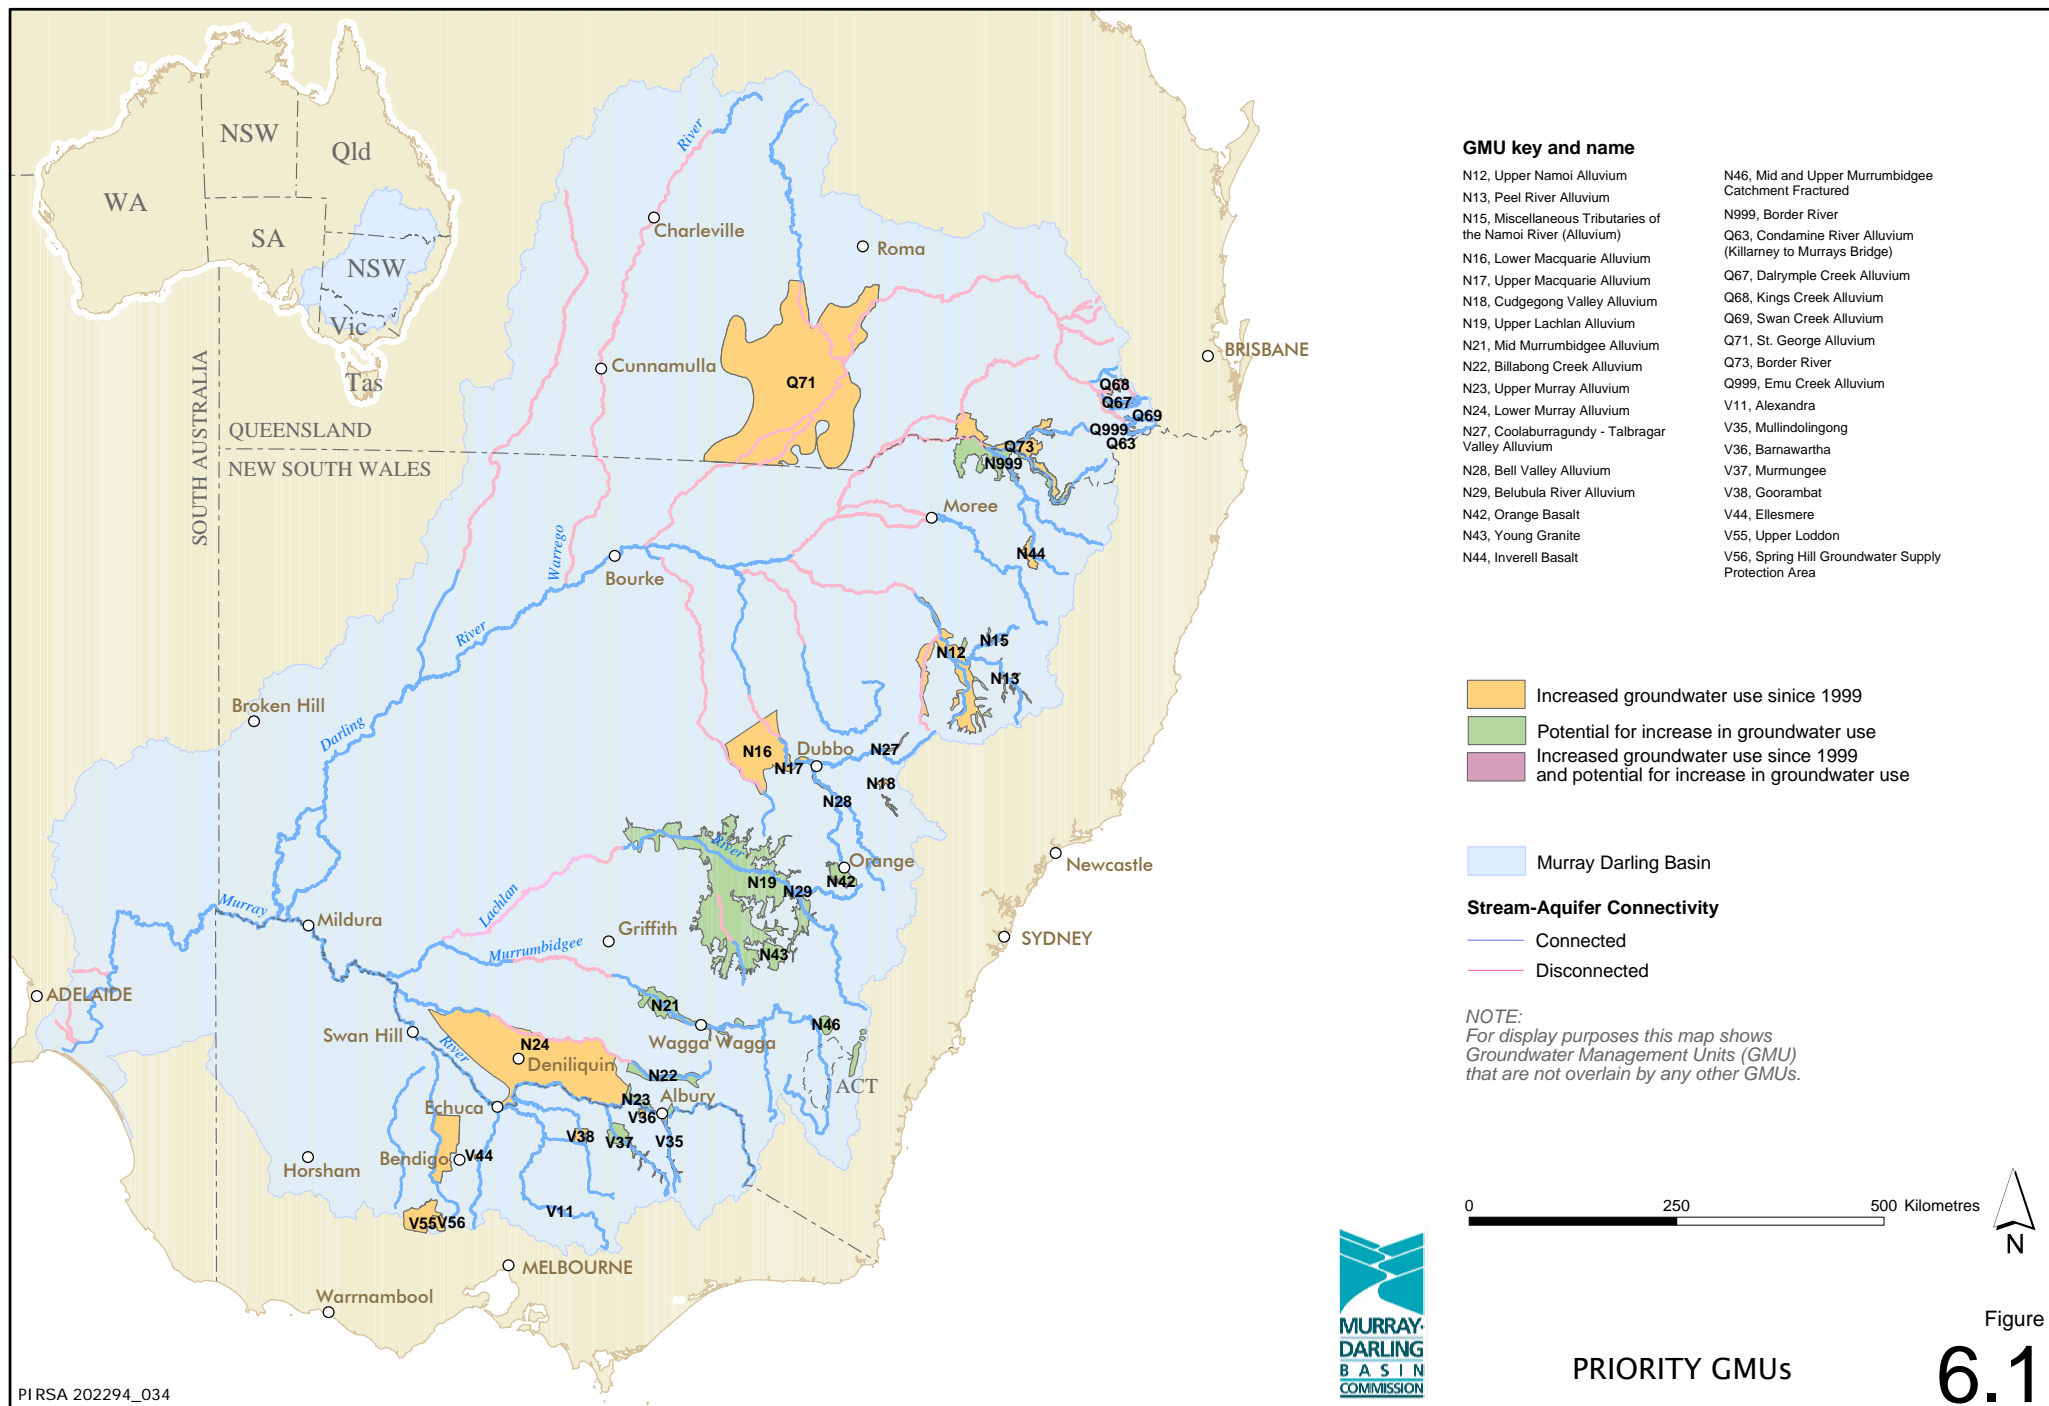 NSW
Qld
WA
SA
NSW
Vic
Tas
River
Charleville
Roma
BRISBANE
Cunnamulla
Q71
Q68
Q67
Q69
Q999
Q63
SOUTH AUSTRALIA
QUEENSLAND
NEW SOUTH WALES
Q73
N999
Moree
Warrego
N44
Bourke
River
N15
N12
N13
Broken Hill
Darling
N16
Dubbo
N27
N17
N18
N28
River
Orange
Newcastle
N19
N42
N29
Lachlan
Murray
Mildura
Griffith
SYDNEY
Murrumbidgee
N43
ADELAIDE
N21
Swan Hill
N46
River
N24
Wagga Wagga
Deniliquin
N22
ACT
N23
Albury
Echuca
V36
V38
V37
V35
Bendigo
V44
Horsham
V11
V55
V56
MELBOURNE
Warrnambool
PIRSA 202294_034
GMU key and name
N12, Upper Namoi Alluvium
N13, Peel River Alluvium
N15, Miscellaneous Tributaries of
the Namoi River (Alluvium)
N16, Lower Macquarie Alluvium
N17, Upper Macquarie Alluvium
N18, Cudgegong Valley Alluvium
N19, Upper Lachlan Alluvium
N21, Mid Murrumbidgee Alluvium
N22, Billabong Creek Alluvium
N23, Upper Murray Alluvium
N24, Lower Murray Alluvium
N27, Coolaburragundy - Talbragar
Valley Alluvium
N28, Bell Valley Alluvium
N29, Belubula River Alluvium
N42, Orange Basalt
N43, Young Granite
N44, Inverell Basalt
N46, Mid and Upper Murrumbidgee
Catchment Fractured
N999, Border River
Q63, Condamine River Alluvium
(Killarney to Murrays Bridge)
Q67, Dalrymple Creek Alluvium
Q68, Kings Creek Alluvium
Q69, Swan Creek Alluvium
Q71, St. George Alluvium
Q73, Border River
Q999, Emu Creek Alluvium
V11, Alexandra
V35, Mullindolingong
V36, Barnawartha
V37, Murmungee
V38, Goorambat
V44, Ellesmere
V55, Upper Loddon
V56, Spring Hill Groundwater Supply
Protection Area
Increased groundwater use sinice 1999
Potential for increase in groundwater use
Increased groundwater use since 1999
and potential for increase in groundwater use
Murray Darling Basin
Stream-Aquifer Connectivity
Connected
Disconnected
NOTE:
For display purposes this map shows
Groundwater Management Units (GMU)
that are not overlain by any other GMUs.
0 250 500 Kilometres
N
MURRAY-
DARLING
BASIN
COMMISSION
PRIORITY GMUs
Figure
6.1